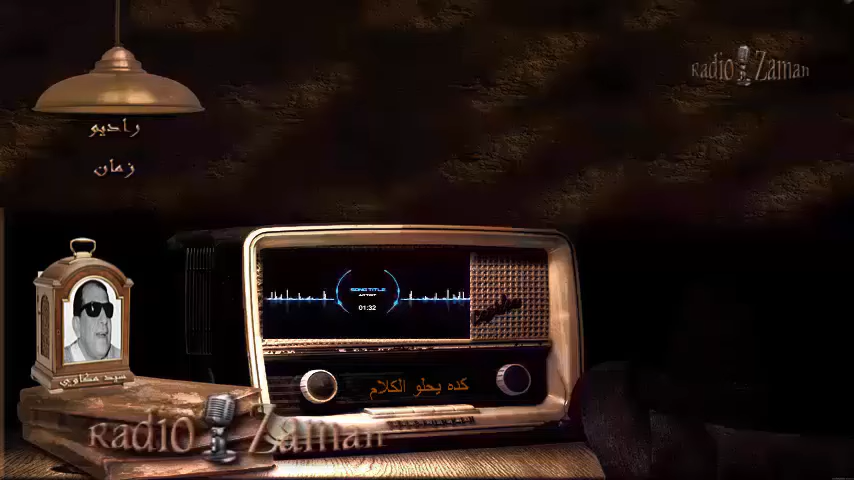 Radio Zaman
راديو
زمان
SONG TITLE
ARTIST
01:32
سيد مكاوي
كده يحلو الكلام
Radio Zaman